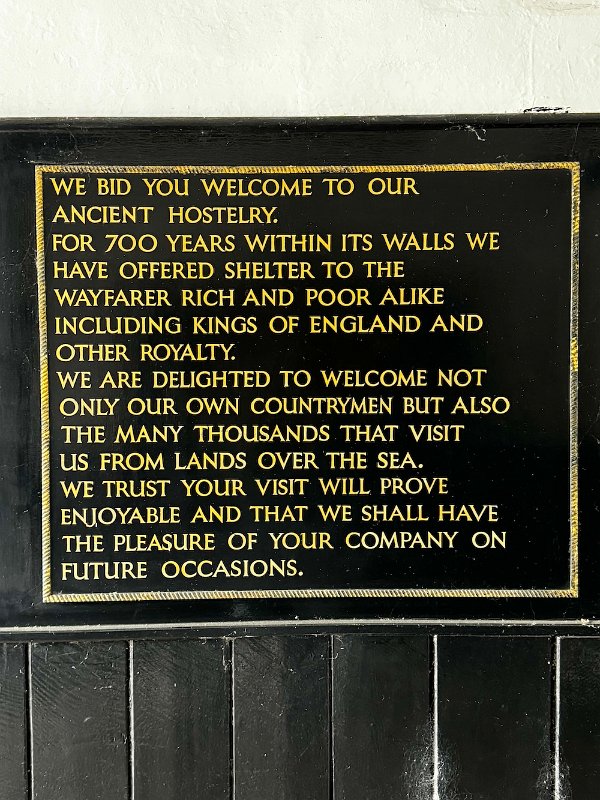 WE BID YOU WELCOME TO OUR
ANCIENT HOSTELRY.
FOR 700 YEARS WITHIN ITS WALLS WE
HAVE OFFERED SHELTER TO THE
WAYFARER RICH AND POOR ALIKE
INCLUDING KINGS OF ENGLAND AND
OTHER ROYALTY.
WE ARE DELIGHTED TO WELCOME NOT
ONLY OUR OWN COUNTRYMEN BUT ALSO
THE MANY THOUSANDS THAT VISIT
US FROM LANDS OVER THE SEA.
WE TRUST YOUR VISIT WILL PROVE
ENJOYABLE AND THAT WE SHALL HAVE
THE PLEASURE OF YOUR COMPANY ON
FUTURE OCCASIONS.